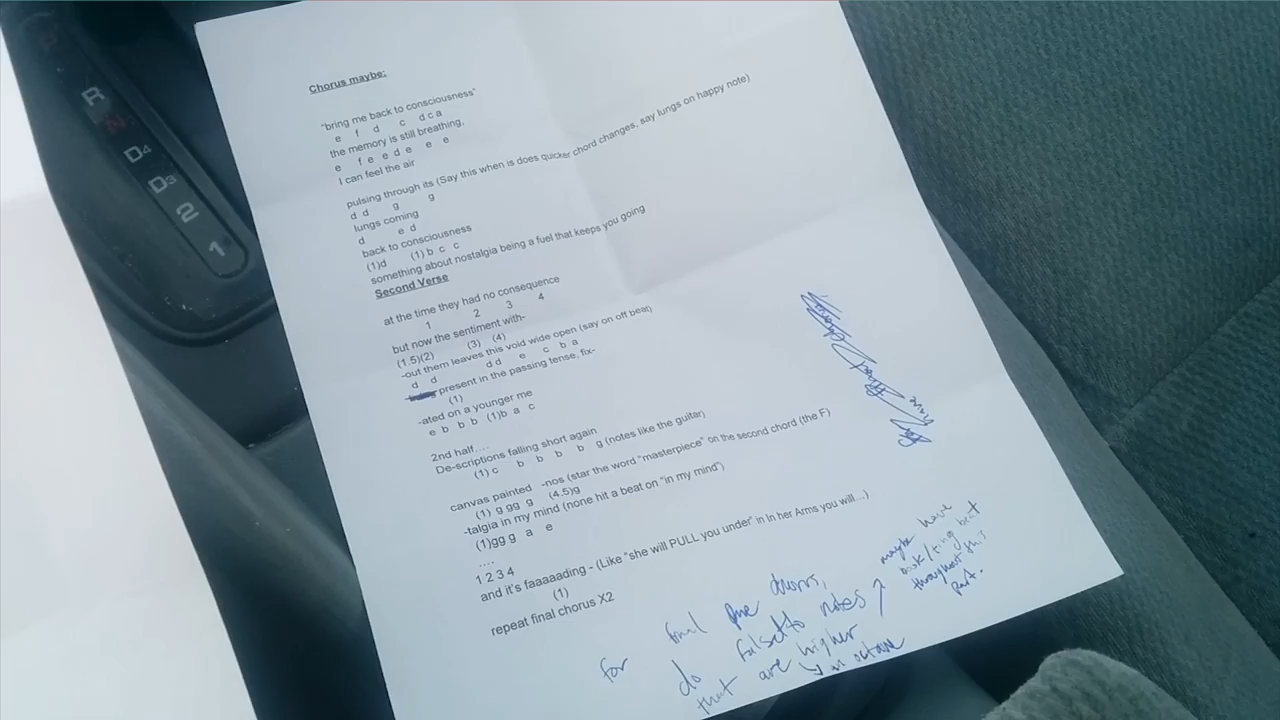 R
N
D4
D3
2
1
Chorus maybe:
"bring me back to consciousness"
e f d c d c a
the memory is still breathing,
e f e e d e e e
I can feel the air
pulsing through its (Say this when is does quicker chord changes, say lungs on happy note)
d d g g
lungs coming
d e d
back to consciousness
(1)d (1) b c c
something about nostalgia being a fuel that keeps you going
Second Verse
at the time they had no consequence
1 2 3 4
but now the sentiment with-
(1.5)(2) (3) (4)
-out them leaves this void wide open (say on off beat)
d d d d e c b a
present in the passing tense, fix-
(1)
-ated on a younger me
e b b b (1)b a c
2nd half....
De-scriptions falling short again
(1) c b b b b g (notes like the guitar)
canvas painted -nos (star the word "masterpiece" on the second chord (the F)
(1) g gg g (4.5)g
-talgia in my mind (none hit a beat on "in my mind")
(1)gg g a e
....
1 2 3 4
and it's faaaaading - (Like "she will PULL you under" in In her Arms you will...)
(1)
repeat final chorus X2
for final pre chorus,
do falsetto notes
that are higher
↘ in octave
maybe have
beat
throughout this
part.